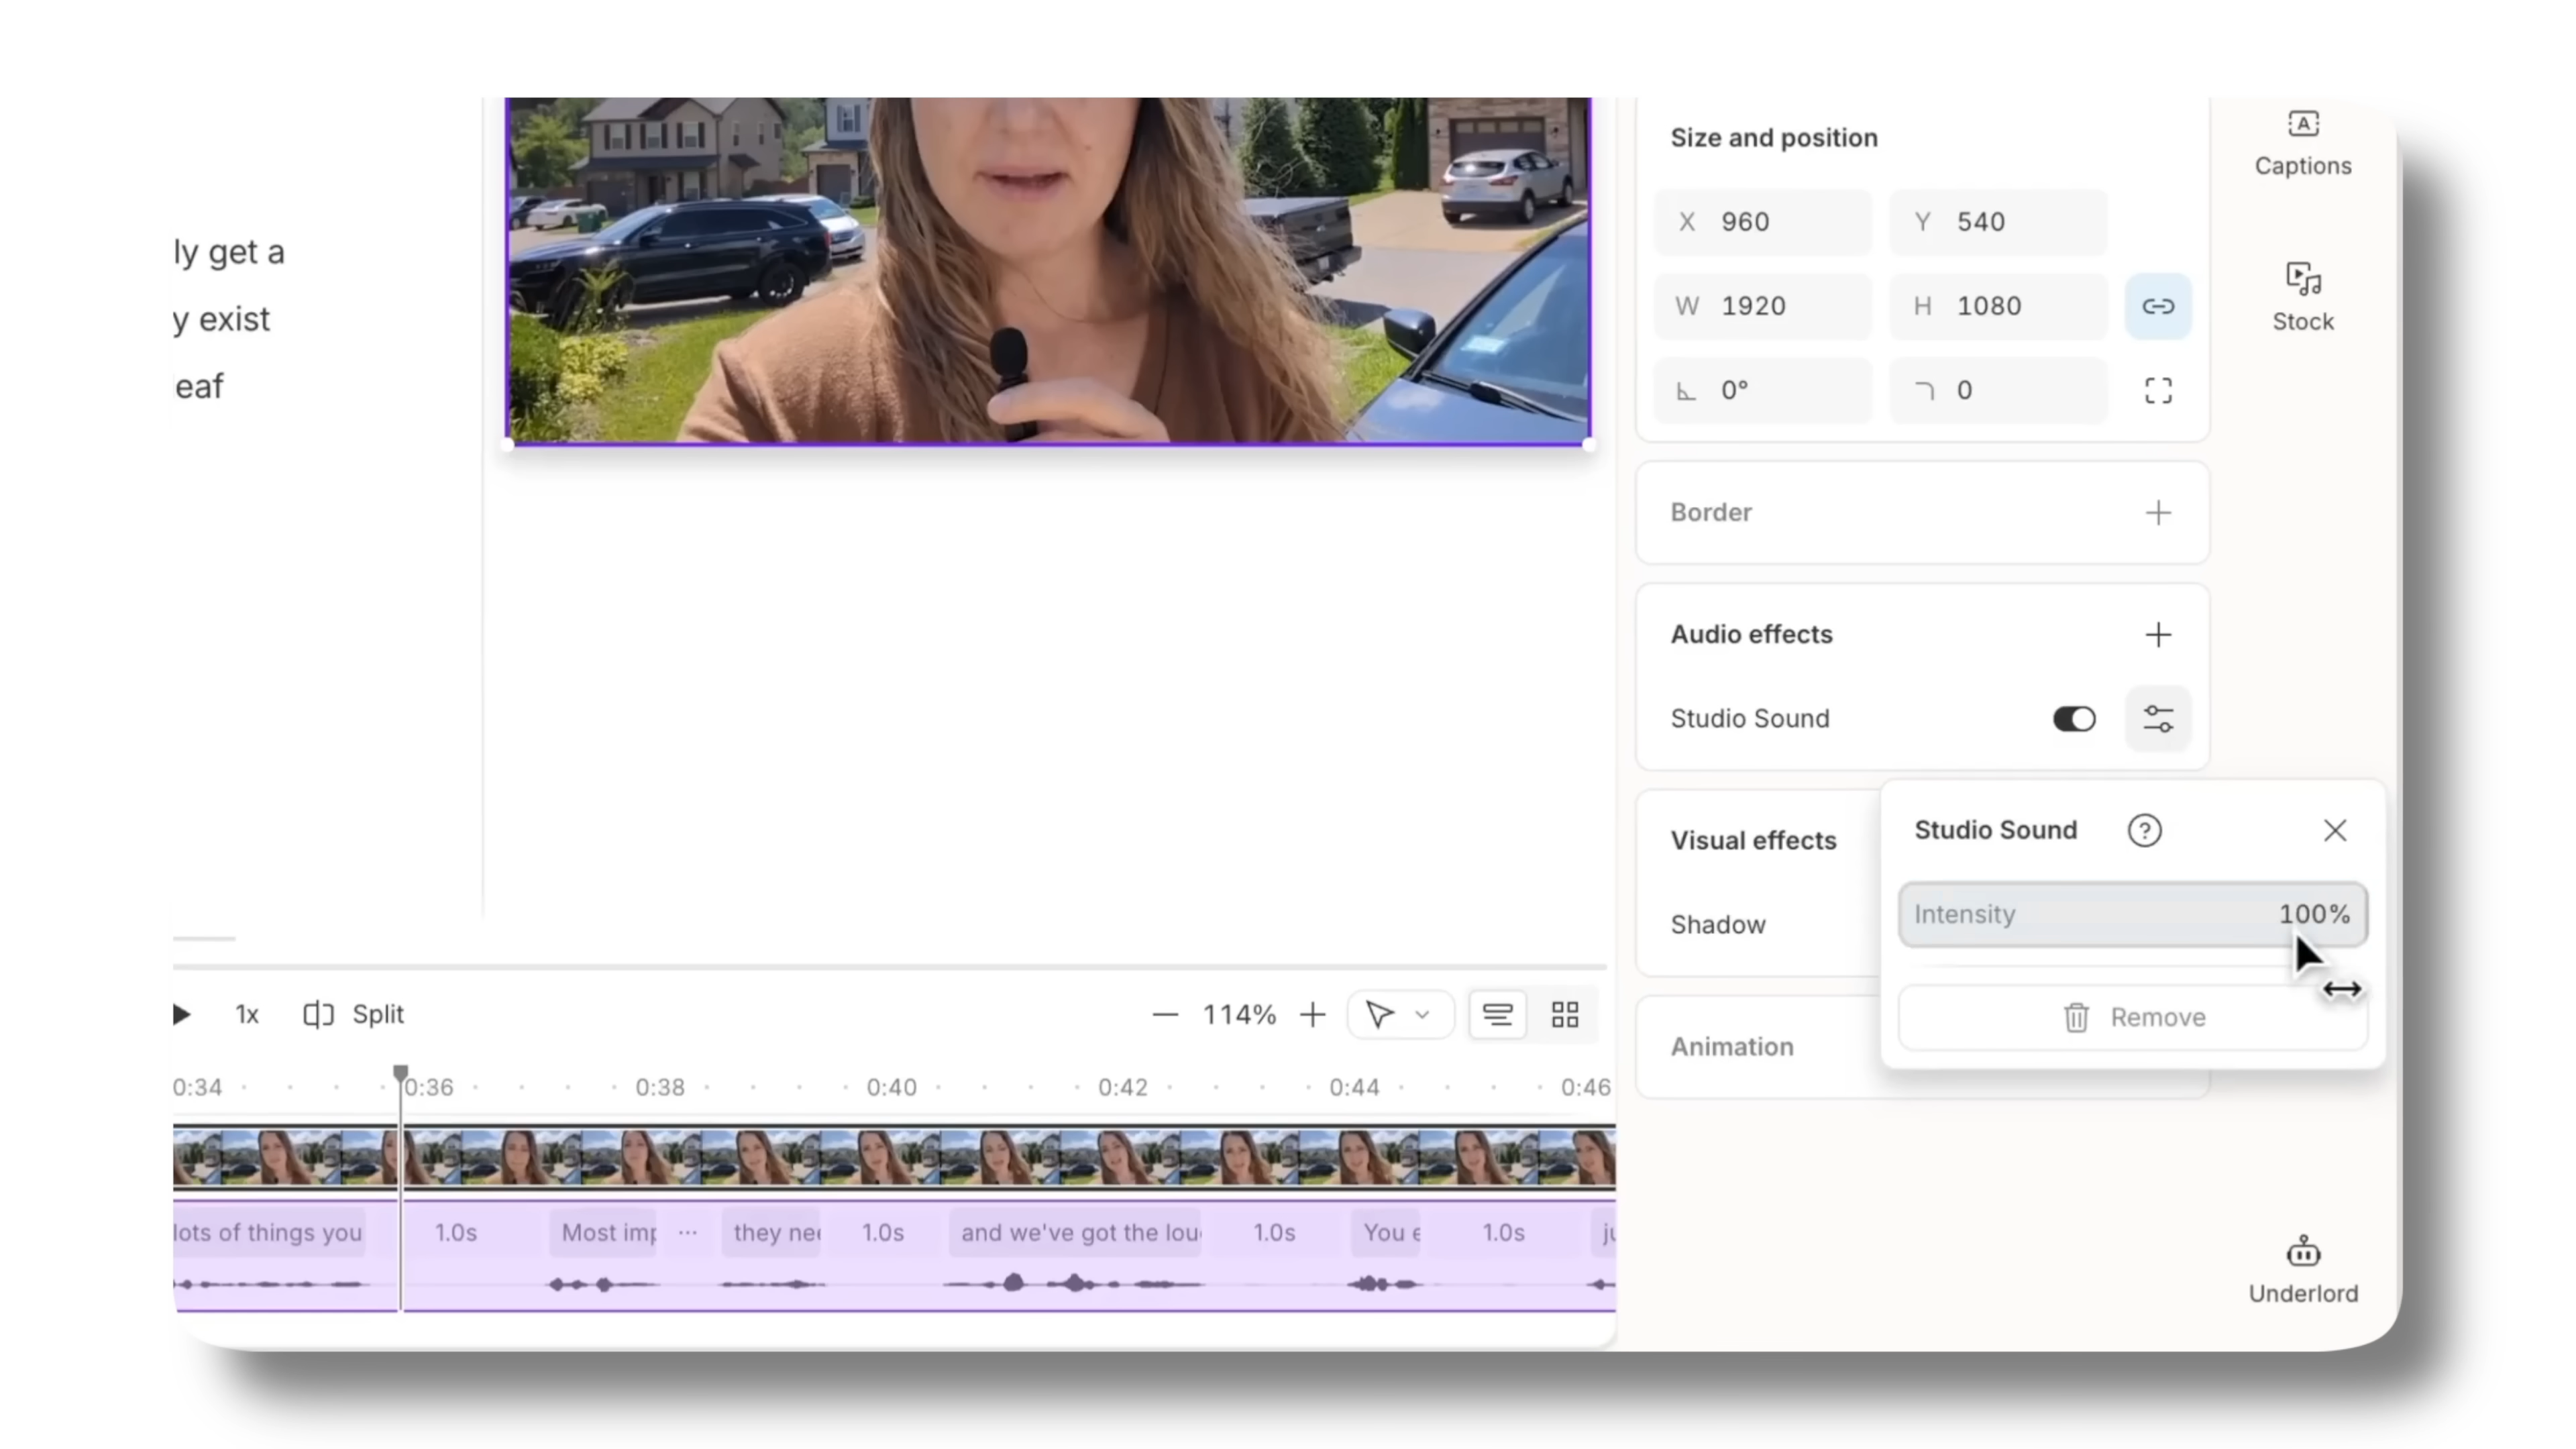 ly get a
y exist
eaf
Size and position
X 960
Y 540
W 1920
H 1080
0°
0
Border
Audio effects
Studio Sound
Visual effects
Shadow
Animation
Studio Sound
Intensity 100%
Remove
Captions
Stock
Underlord
1x Split
114%
0:34 0:36 0:38 0:40 0:42 0:44 0:46
lots of things you 1.0s Most imp ... they nee 1.0s and we've got the lou 1.0s You e 1.0s ju